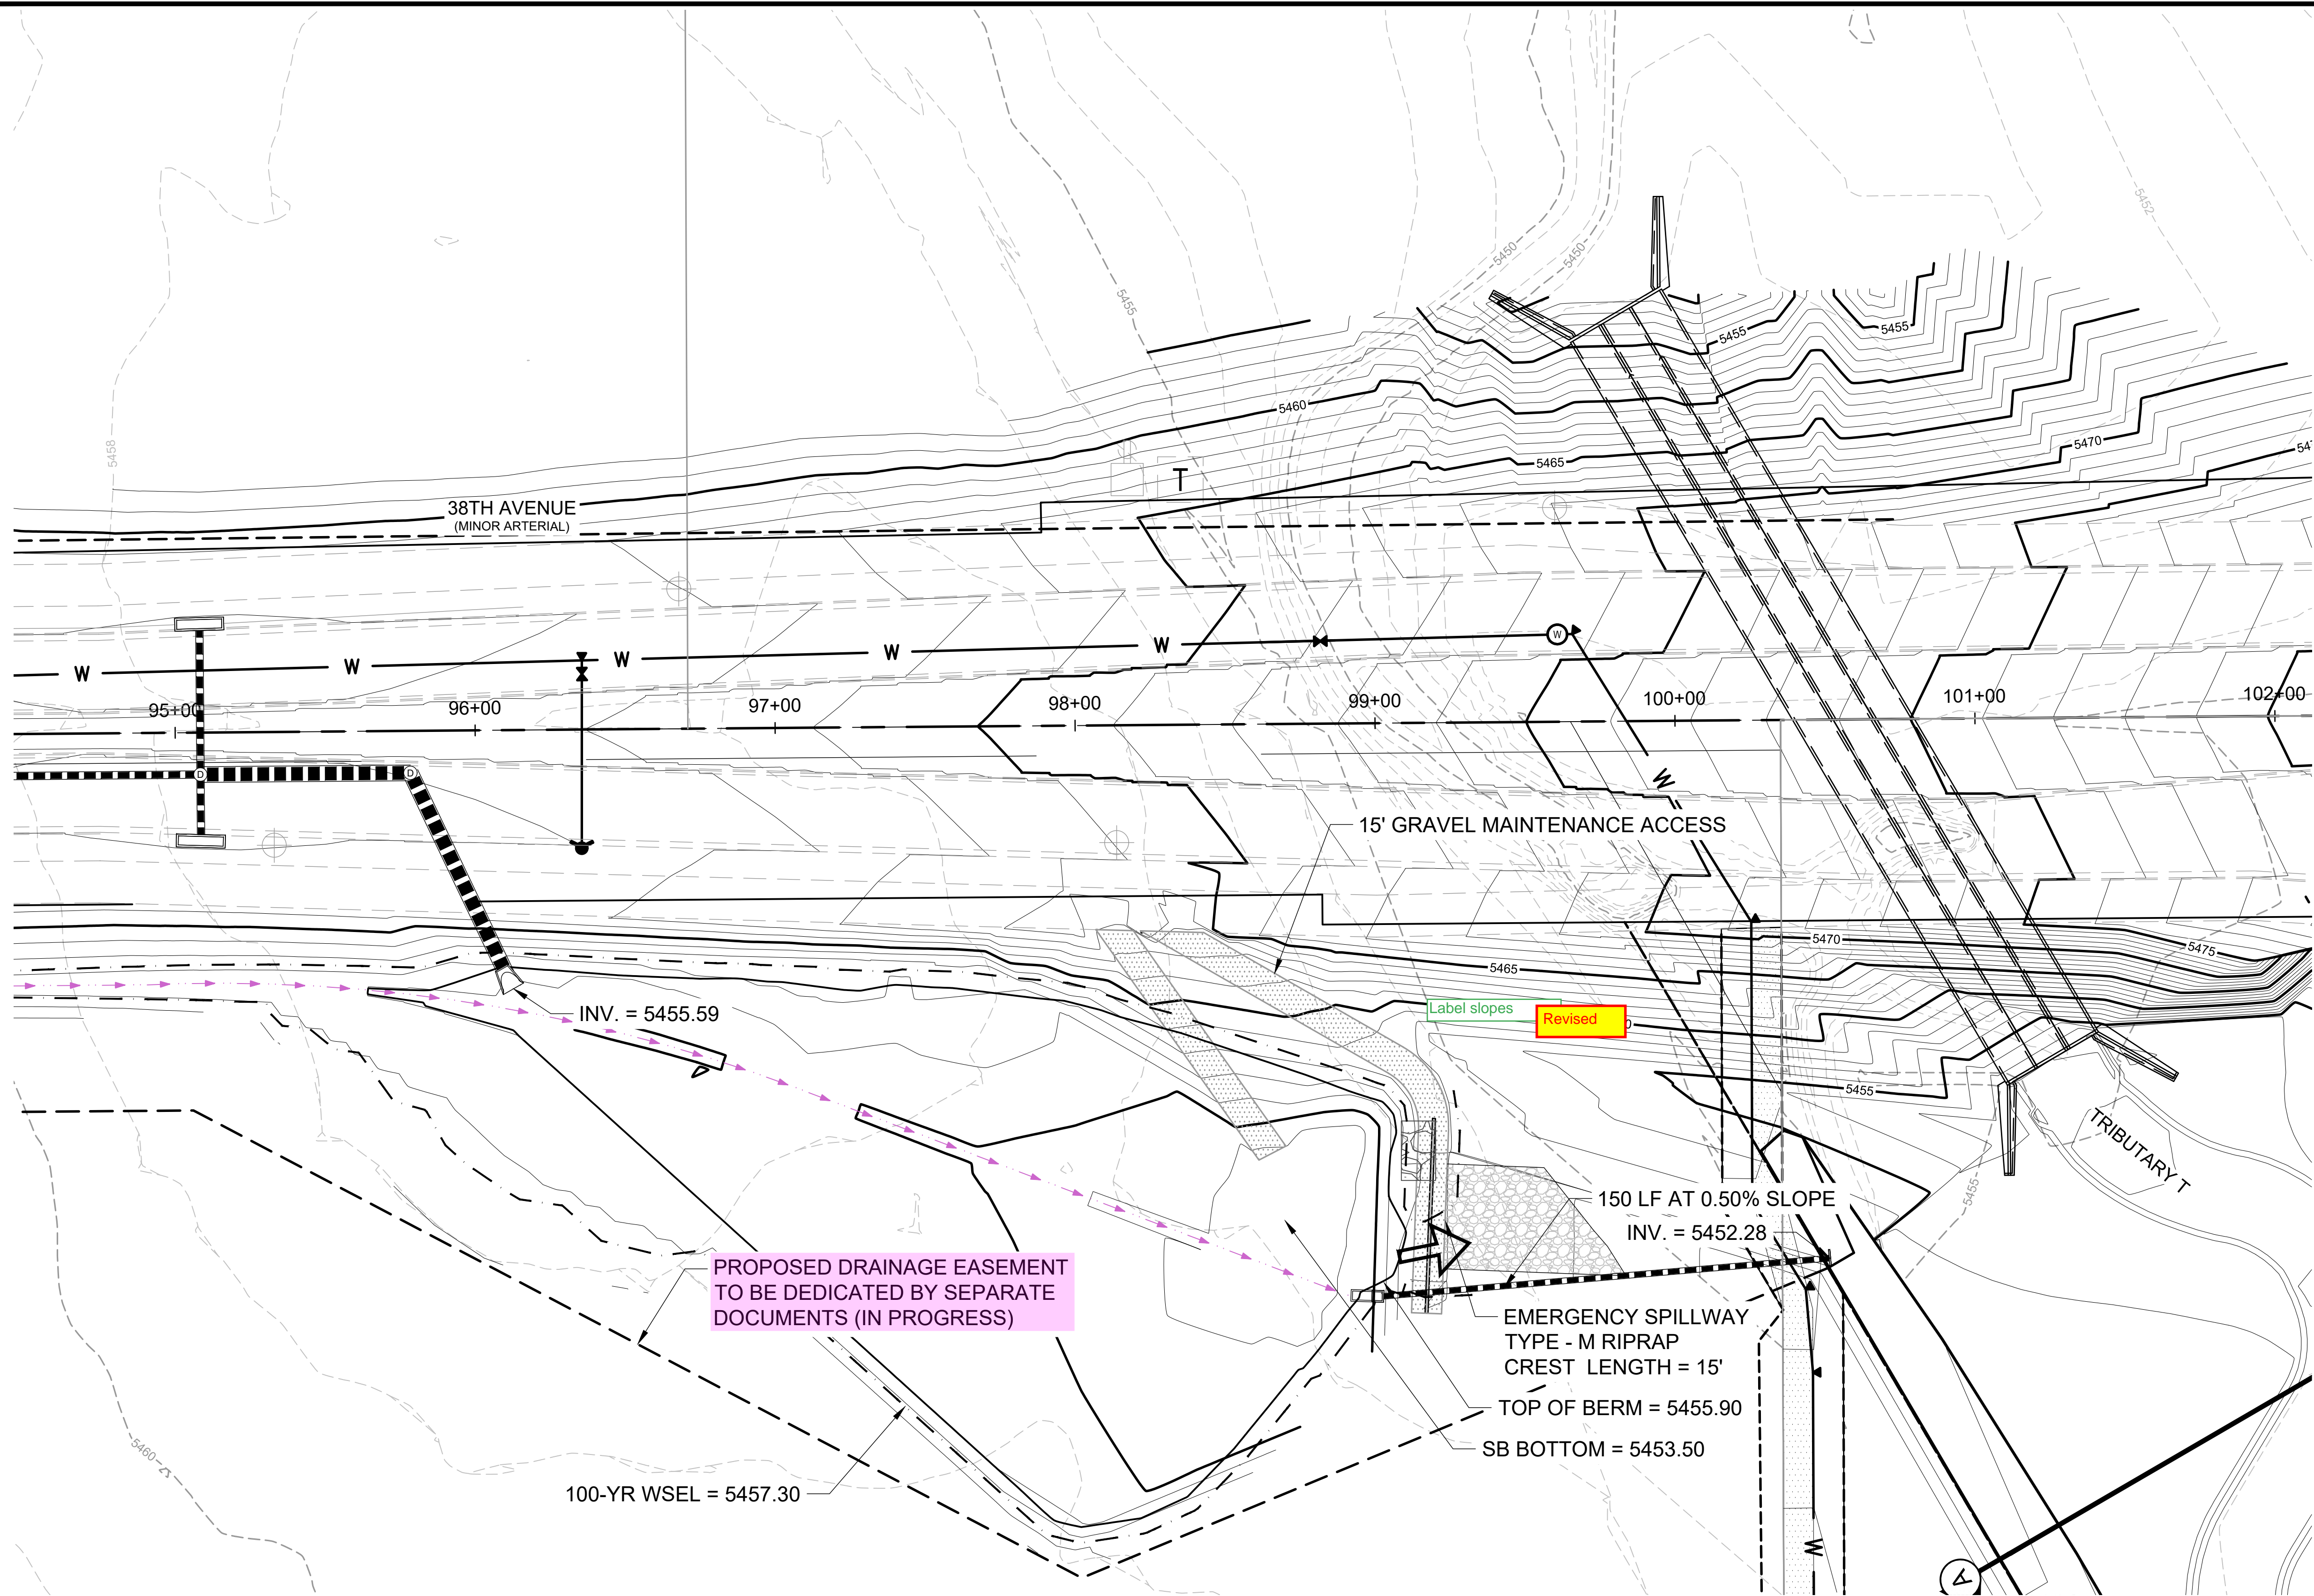 5452
5450
5450
5455
5455
5455
5460
5458
5470
5465
T
38TH AVENUE
(MINOR ARTERIAL)
W
W
W
W
W
W
95+00
96+00
97+00
98+00
99+00
100+00
101+00
102+00
D
D
W
15' GRAVEL MAINTENANCE ACCESS
5470
5475
5465
INV. = 5455.59
Label slopes
Revised
5455
TRIBUTARY T
150 LF AT 0.50% SLOPE
5455
INV. = 5452.28
PROPOSED DRAINAGE EASEMENT
TO BE DEDICATED BY SEPARATE
DOCUMENTS (IN PROGRESS)
EMERGENCY SPILLWAY
TYPE - M RIPRAP
CREST LENGTH = 15'
TOP OF BERM = 5455.90
SB BOTTOM = 5453.50
5460
100-YR WSEL = 5457.30
W
A